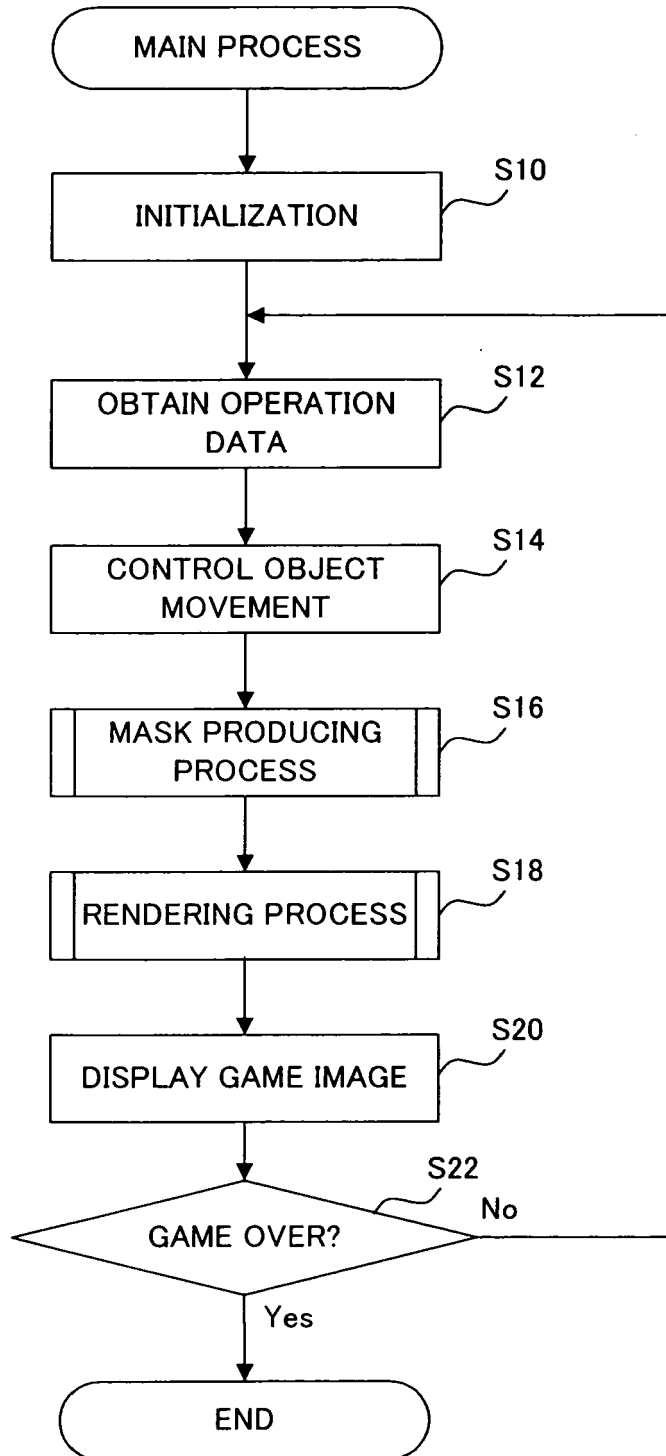 MAIN PROCESS
S10
INITIALIZATION
S12
OBTAIN OPERATION
DATA
S14
CONTROL OBJECT
MOVEMENT
S16
MASK PRODUCING
PROCESS
S18
RENDERING PROCESS
S20
DISPLAY GAME IMAGE
S22
GAME OVER?
No
Yes
END